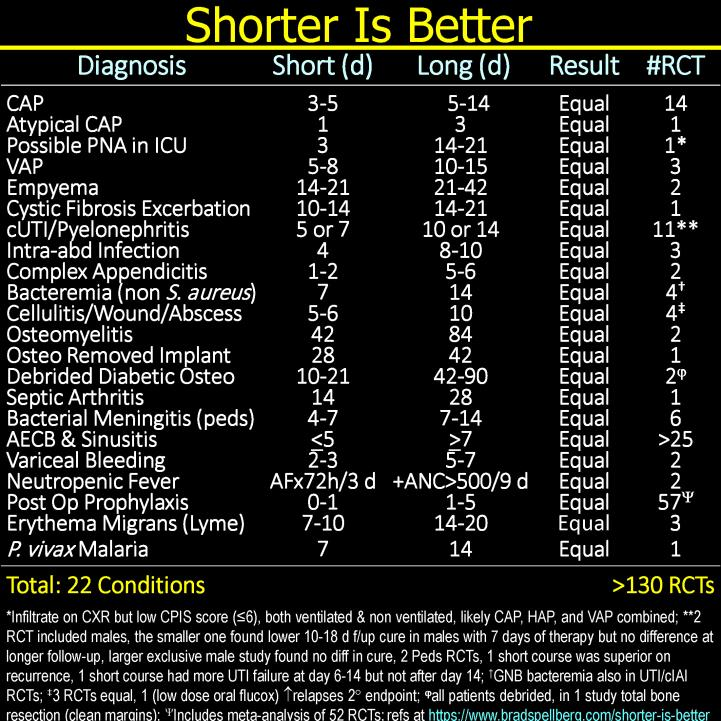 Shorter Is Better
Diagnosis Short (d) Long (d) Result #RCT
CAP 3-5 5-14 Equal 14
Atypical CAP 1 3 Equal 1
Possible PNA in ICU 3 14-21 Equal 1*
VAP 5-8 10-15 Equal 3
Empyema 14-21 21-42 Equal 2
Cystic Fibrosis Excerbation 10-14 14-21 Equal 1
cUTI/Pyelonephritis 5 or 7 10 or 14 Equal 11**
Intra-abd Infection 4 8-10 Equal 3
Complex Appendicitis 1-2 5-6 Equal 2
Bacteremia (non S. aureus) 7 14 Equal 4†
Cellulitis/Wound/Abscess 5-6 10 Equal 4‡
Osteomyelitis 42 84 Equal 2
Osteo Removed Implant 28 42 Equal 1
Debrided Diabetic Osteo 10-21 42-90 Equal 2φ
Septic Arthritis 14 28 Equal 1
Bacterial Meningitis (peds) 4-7 7-14 Equal 6
AECB & Sinusitis ≤5 ≥7 Equal >25
Variceal Bleeding 2-3 5-7 Equal 2
Neutropenic Fever AFx72h/3 d +ANC>500/9 d Equal 2
Post Op Prophylaxis 0-1 1-5 Equal 57Ψ
Erythema Migrans (Lyme) 7-10 14-20 Equal 3
P. vivax Malaria 7 14 Equal 1
Total: 22 Conditions >130 RCTs
*Infiltrate on CXR but low CPIS score (≤6), both ventilated & non ventilated, likely CAP, HAP, and VAP combined; **2
RCT included males, the smaller one found lower 10-18 d f/up cure in males with 7 days of therapy but no difference at
longer follow-up, larger exclusive male study found no diff in cure, 2 Peds RCTs, 1 short course was superior on
recurrence, 1 short course had more UTI failure at day 6-14 but not after day 14; †GNB bacteremia also in UTI/cIAI
RCTs; ‡3 RCTs equal, 1 (low dose oral flucox) ↑relapses 2° endpoint; φall patients debrided, in 1 study total bone
resection (clean margins); ΨIncludes meta-analysis of 52 RCTs; refs at https://www.bradspellberg.com/shorter-is-better